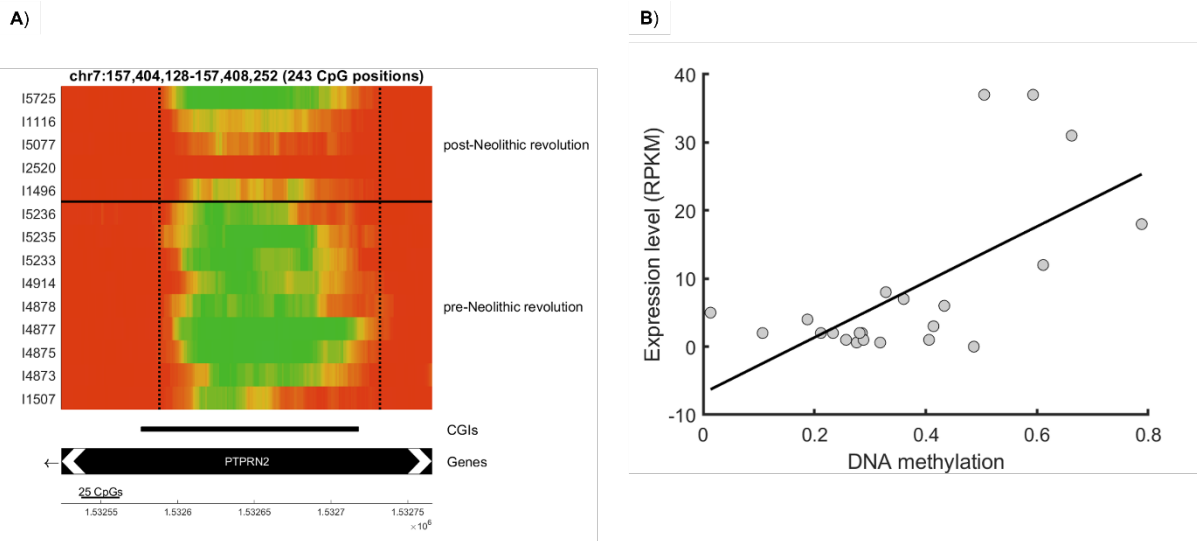 A)
chr7:157,404,128-157,408,252 (243 CpG positions)
I5725
I1116
I5077
I2520
I1496
I5236
I5235
I5233
I4914
I4878
I4877
I4875
I4873
I1507
post-Neolithic revolution
pre-Neolithic revolution
CGIs
← PTPRN2 Genes
25 CpGs
1.53255 1.5326 1.53265 1.5327 1.53275
×10⁶
B)
Expression level (RPKM)
40
30
20
10
0
-10
0 0.2 0.4 0.6 0.8
DNA methylation